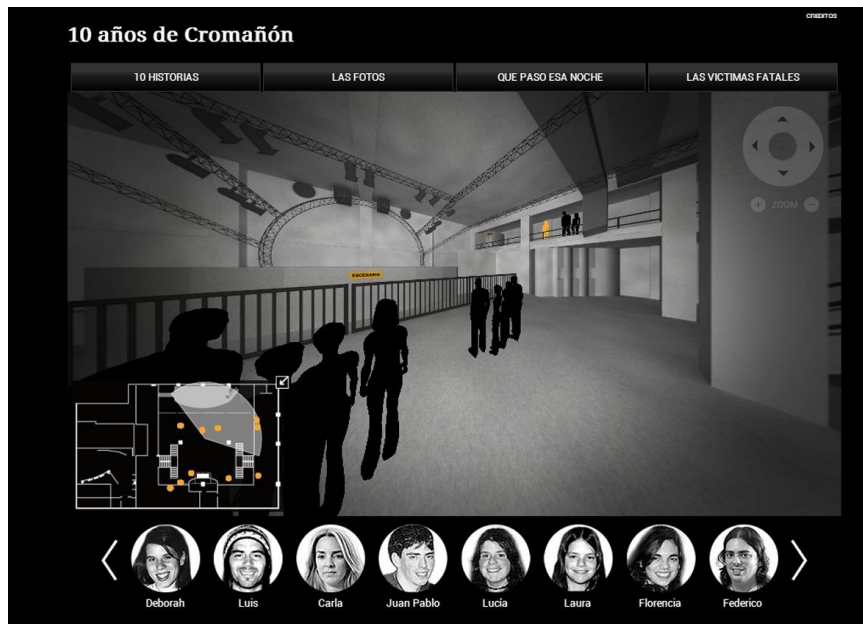 CREDITOS
10 años de Cromañón
10 HISTORIAS
LAS FOTOS
QUE PASO ESA NOCHE
LAS VICTIMAS FATALES
ZOOM
ESCENARIO
Deborah
Luis
Carla
Juan Pablo
Lucía
Laura
Florencia
Federico